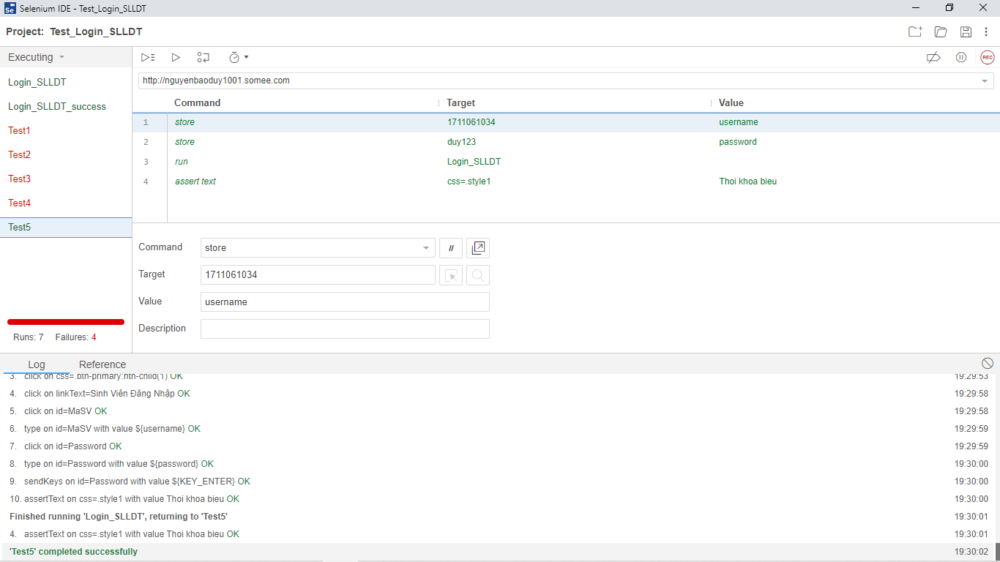 Selenium IDE - Test_Login_SLLDT
Project: Test_Login_SLLDT
Executing
Login_SLLDT
Login_SLLDT_success
Test1
Test2
Test3
Test4
Test5
Runs: 7 Failures: 4
REC
http://nguyenbaoduy1001.somee.com
Command Target Value
1 store 1711061034 username
2 store duy123 password
3 run Login_SLLDT
4 assert text css=.style1 Thoi khoa bieu
Command store //
Target 1711061034
Value username
Description
Log Reference
3. click on css=.btn-primary:nth-child(1) OK 19:29:53
4. click on linkText=Sinh Viên Đăng Nhập OK 19:29:58
5. click on id=MaSV OK 19:29:58
6. type on id=MaSV with value ${username} OK 19:29:59
7. click on id=Password OK 19:29:59
8. type on id=Password with value ${password} OK 19:30:00
9. sendKeys on id=Password with value ${KEY_ENTER} OK 19:30:00
10. assertText on css=.style1 with value Thoi khoa bieu OK 19:30:00
Finished running 'Login_SLLDT', returning to 'Test5' 19:30:01
4. assertText on css=.style1 with value Thoi khoa bieu OK 19:30:01
'Test5' completed successfully 19:30:02